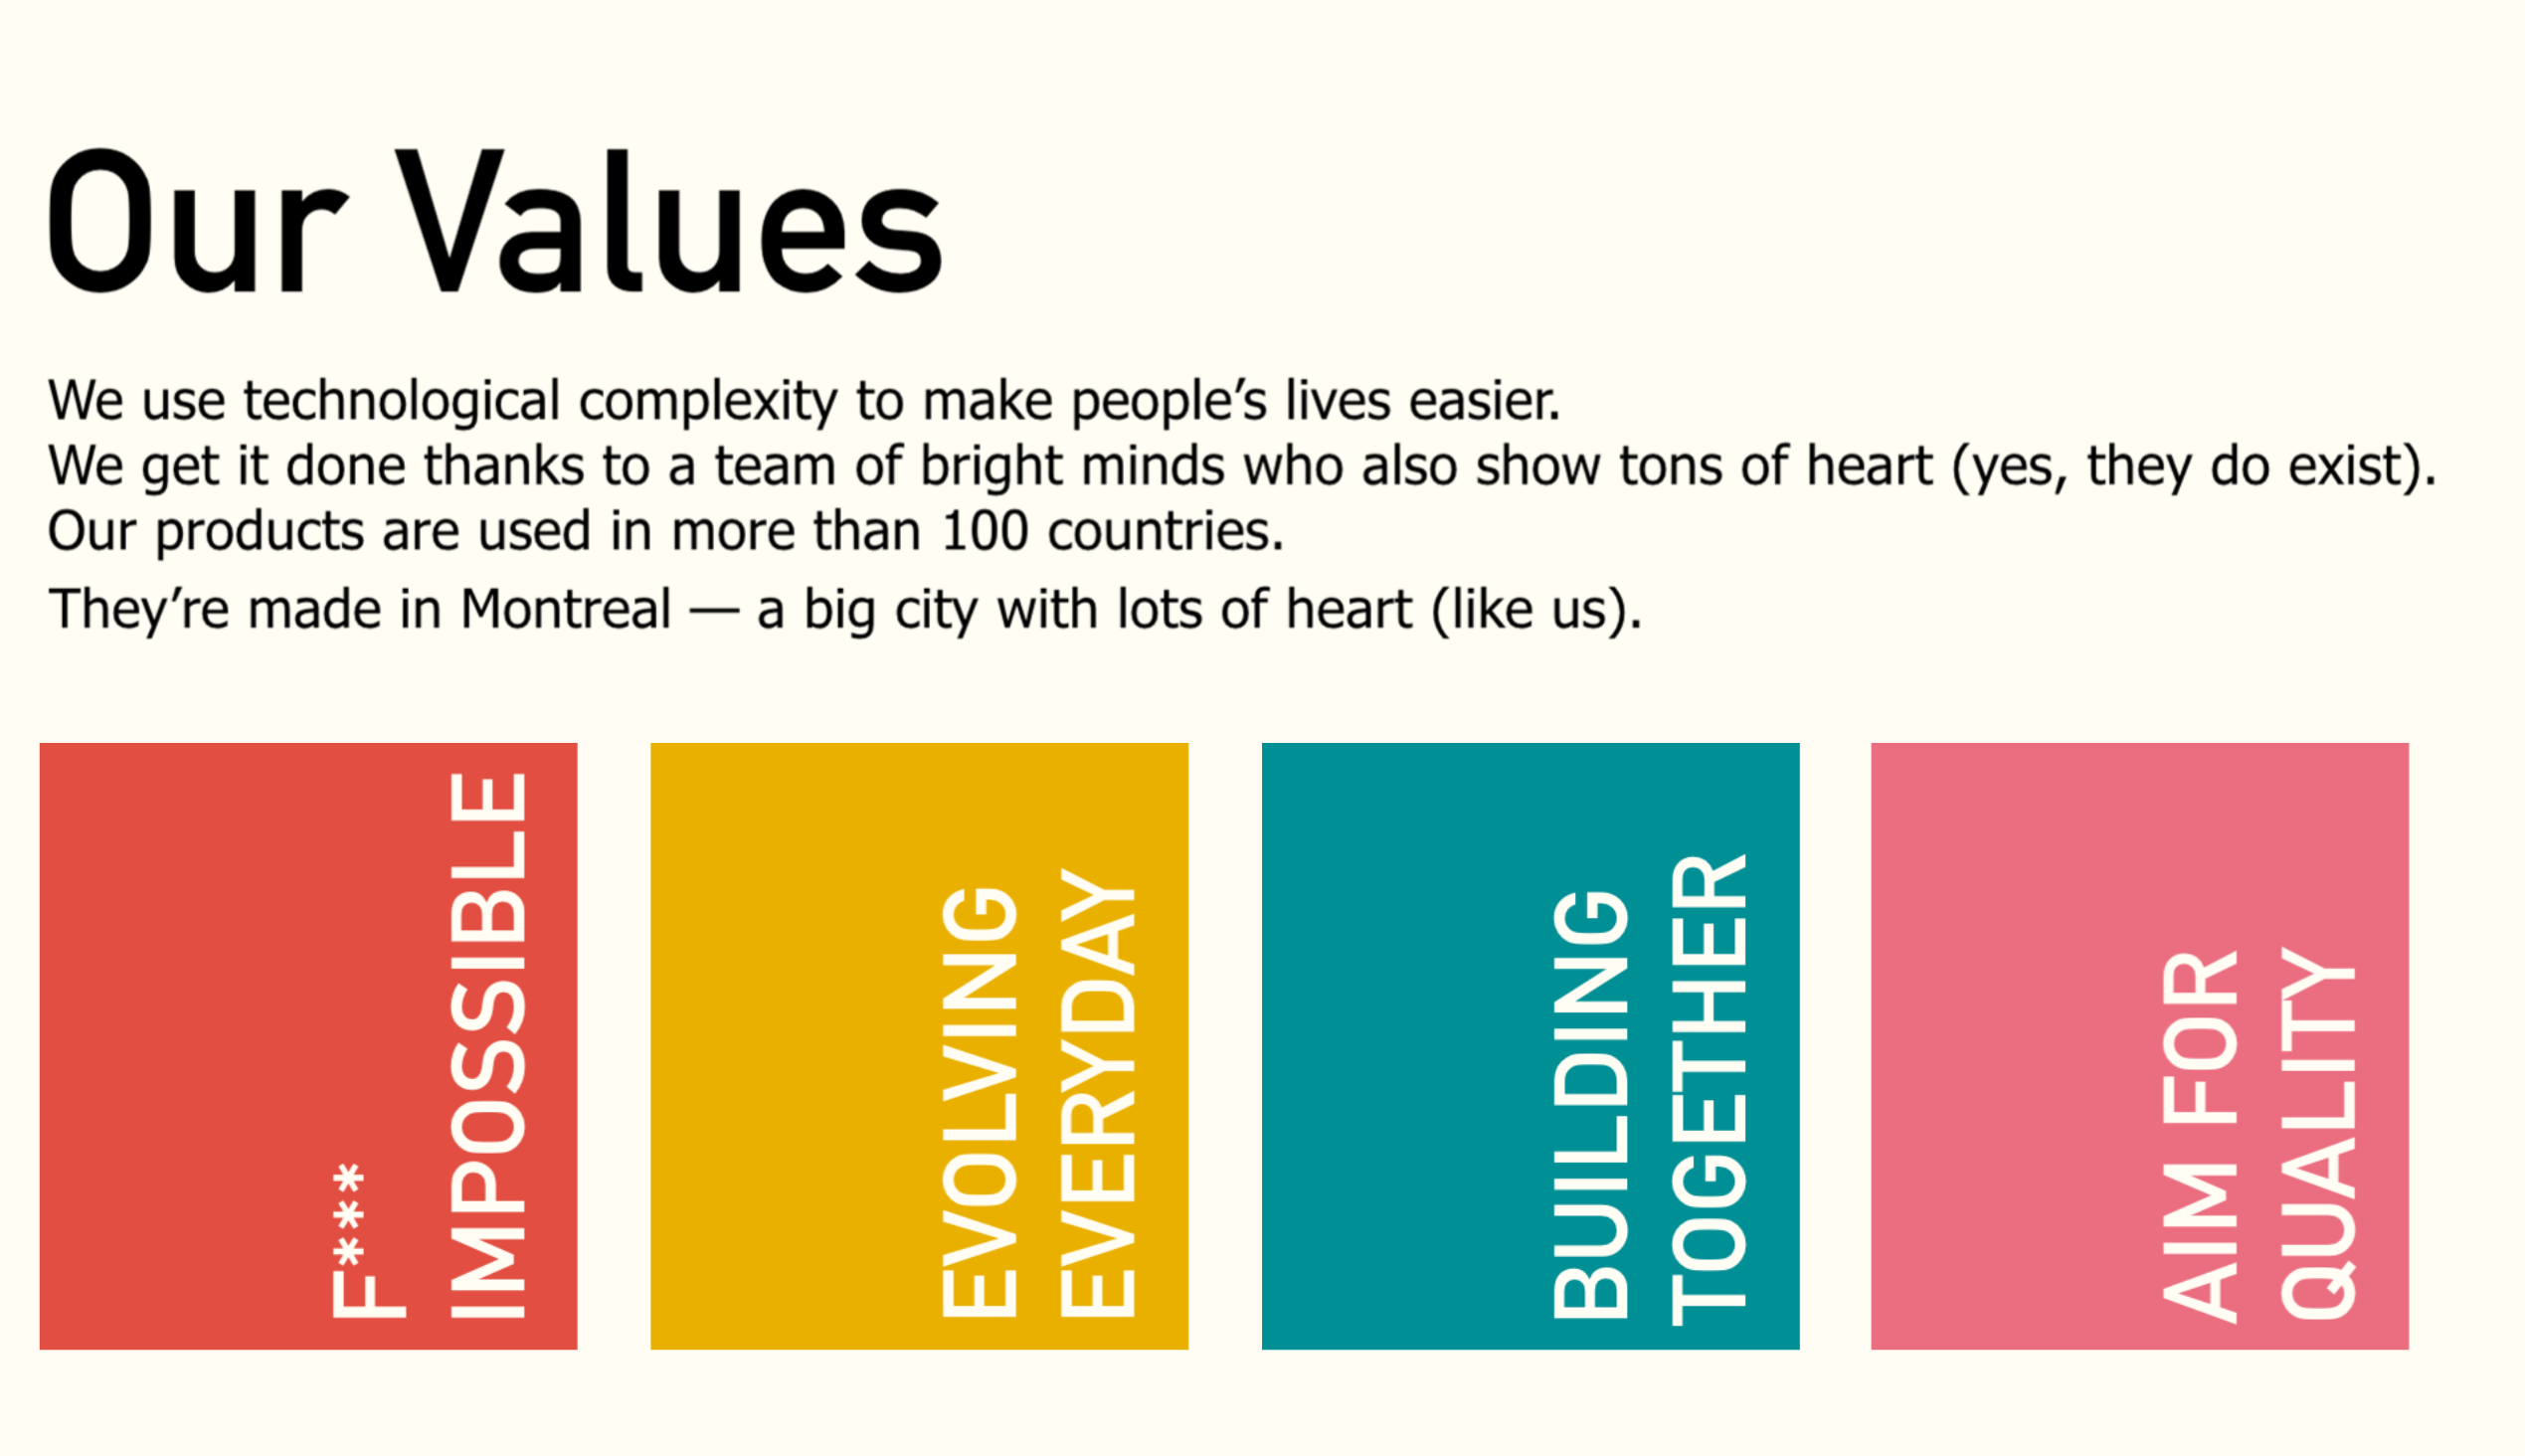 Our Values
We use technological complexity to make people’s lives easier.
We get it done thanks to a team of bright minds who also show tons of heart (yes, they do exist).
Our products are used in more than 100 countries.
They’re made in Montreal — a big city with lots of heart (like us).
F***
IMPOSSIBLE
EVOLVING
EVERYDAY
BUILDING
TOGETHER
AIM FOR
QUALITY